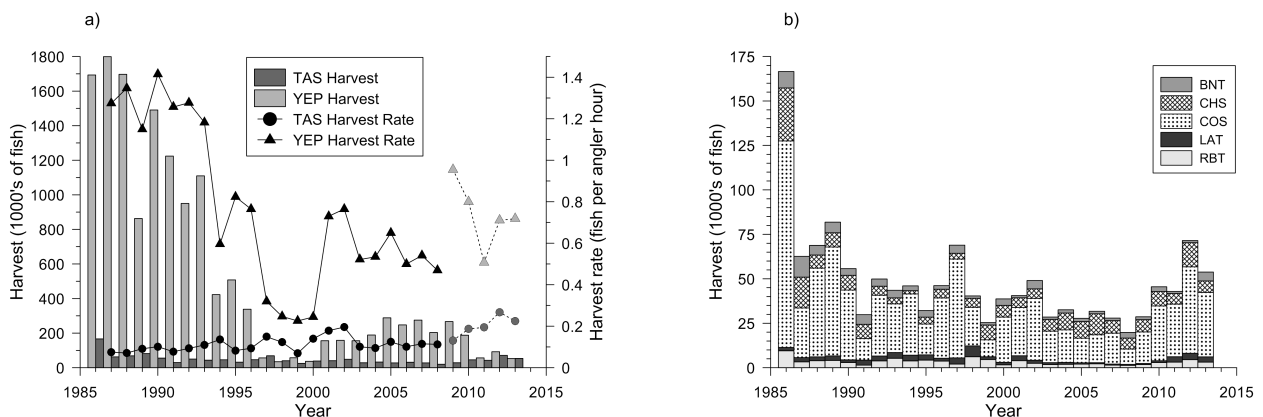 a)
1800
1600
1400
1200
1000
800
600
400
200
0
Harvest (1000's of fish)
TAS Harvest
YEP Harvest
TAS Harvest Rate
YEP Harvest Rate
1.4
1.2
1
0.8
0.6
0.4
0.2
0
Harvest rate (fish per angler hour)
1985 1990 1995 2000 2005 2010 2015
Year
b)
175
150
125
100
75
50
25
0
Harvest (1000's of fish)
BNT
CHS
COS
LAT
RBT
1985 1990 1995 2000 2005 2010 2015
Year